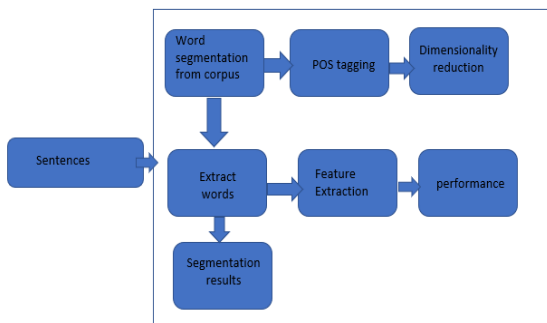 Word
segmentation
from corpus
POS tagging
Dimensionality
reduction
Sentences
Extract
words
Feature
Extraction
performance
Segmentation
results